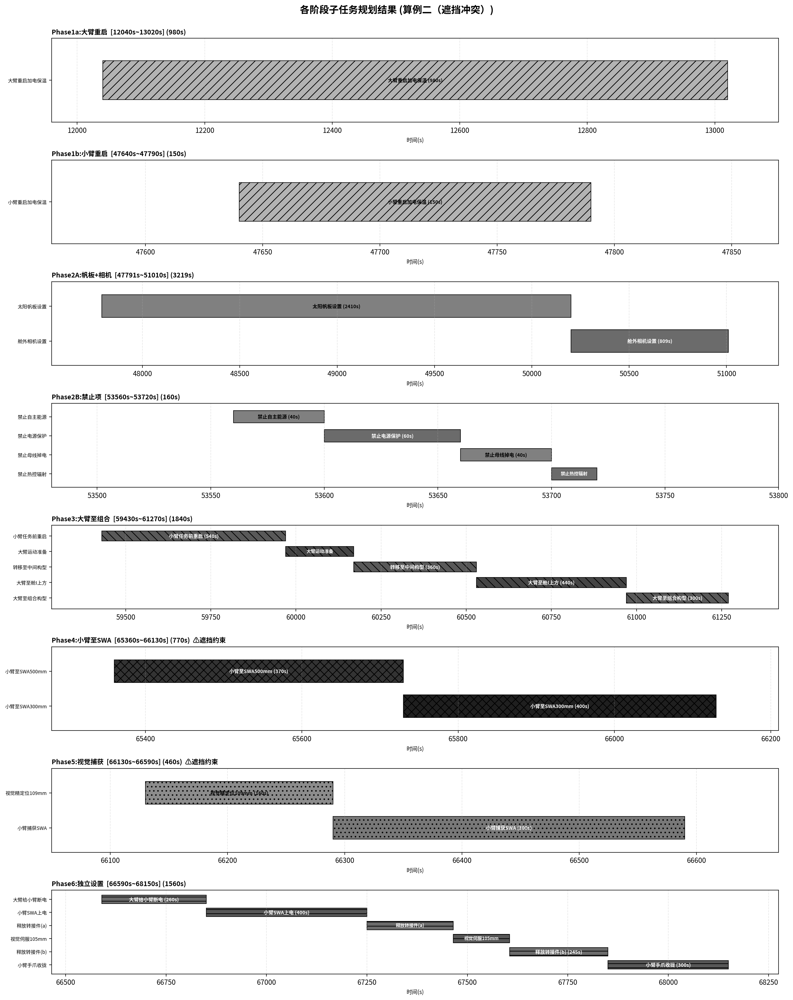 各阶段子任务规划结果 (算例二（遮挡冲突）)
Phase1a:大臂重启 [12040s~13020s] (980s)
大臂重启加电保温
大臂重启加电保温 (980s)
12000 12200 12400 12600 12800 13000
时间(s)
Phase1b:小臂重启 [47640s~47790s] (150s)
小臂重启加电保温
小臂重启加电保温 (150s)
47600 47650 47700 47750 47800 47850
时间(s)
Phase2A:帆板+相机 [47791s~51010s] (3219s)
太阳帆板设置
太阳帆板设置 (2410s)
舱外相机设置
舱外相机设置 (809s)
48000 48500 49000 49500 50000 50500 51000
时间(s)
Phase2B:禁止项 [53560s~53720s] (160s)
禁止自主能源
禁止自主能源 (40s)
禁止电源保护
禁止电源保护 (60s)
禁止母线掉电
禁止母线掉电 (40s)
禁止热控辐射
禁止热控辐射
53500 53550 53600 53650 53700 53750 53800
时间(s)
Phase3:大臂至组合 [59430s~61270s] (1840s)
小臂任务前重启
小臂任务前重启 (540s)
大臂运动准备
大臂运动准备
转移至中间构型
转移至中间构型 (360s)
大臂至舱I上方
大臂至舱I上方 (440s)
大臂至组合构型
大臂至组合构型 (300s)
59500 59750 60000 60250 60500 60750 61000 61250
时间(s)
Phase4:小臂至SWA [65360s~66130s] (770s) ⚠遮挡约束
小臂至SWA500mm
小臂至SWA500mm (370s)
小臂至SWA300mm
小臂至SWA300mm (400s)
65400 65600 65800 66000 66200
时间(s)
Phase5:视觉捕获 [66130s~66590s] (460s) ⚠遮挡约束
视觉精定位109mm
视觉精定位109mm (160s)
小臂捕获SWA
小臂捕获SWA (300s)
66100 66200 66300 66400 66500 66600
时间(s)
Phase6:独立设置 [66590s~68150s] (1560s)
大臂给小臂断电
大臂给小臂断电 (260s)
小臂SWA上电
小臂SWA上电 (400s)
释放转接件(a)
释放转接件(a)
视觉伺服105mm
视觉伺服105mm
释放转接件(b)
释放转接件(b) (245s)
小臂手爪收拢
小臂手爪收拢 (300s)
66500 66750 67000 67250 67500 67750 68000 68250
时间(s)